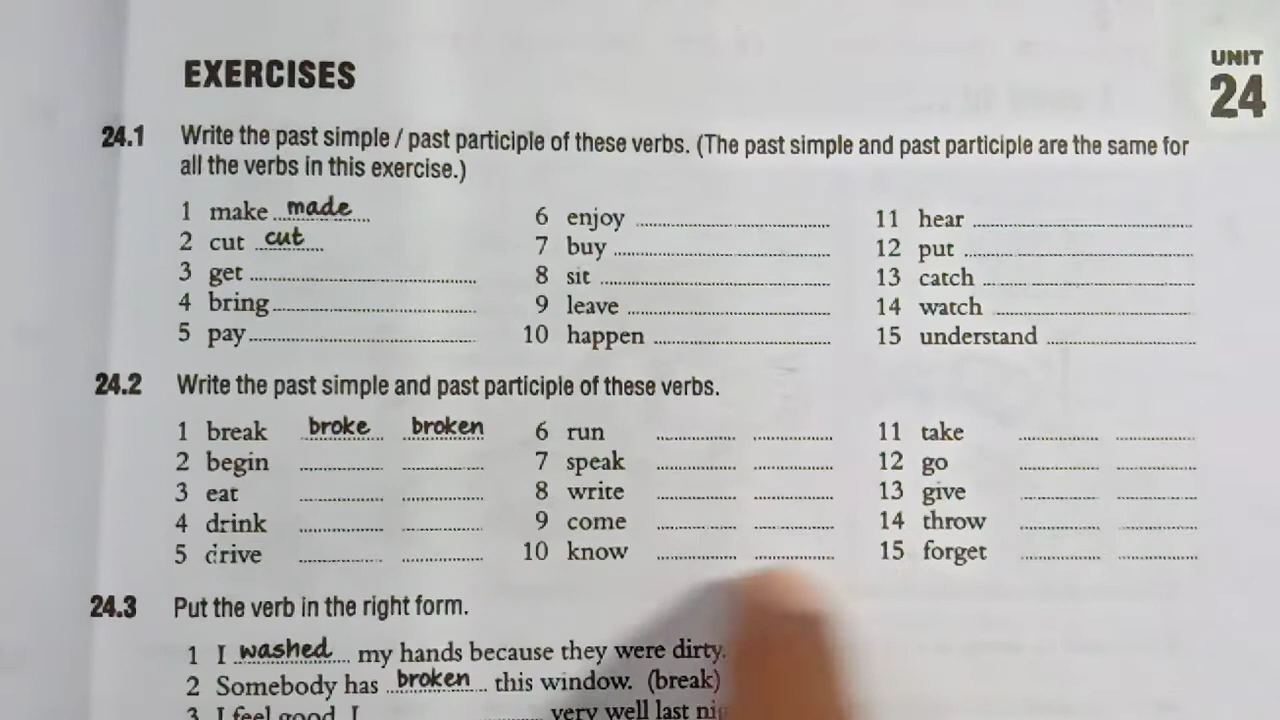 UNIT
24
EXERCISES
24.1 Write the past simple / past participle of these verbs. (The past simple and past participle are the same for
all the verbs in this exercise.)
1 make made 6 enjoy 11 hear
2 cut cut 7 buy 12 put
3 get 8 sit 13 catch
4 bring 9 leave 14 watch
5 pay 10 happen 15 understand
24.2 Write the past simple and past participle of these verbs.
1 break broke broken 6 run 11 take
2 begin 7 speak 12 go
3 eat 8 write 13 give
4 drink 9 come 14 throw
5 drive 10 know 15 forget
24.3 Put the verb in the right form.
1 I washed my hands because they were dirty.
2 Somebody has broken this window. (break)
3 I feel good. I very well last